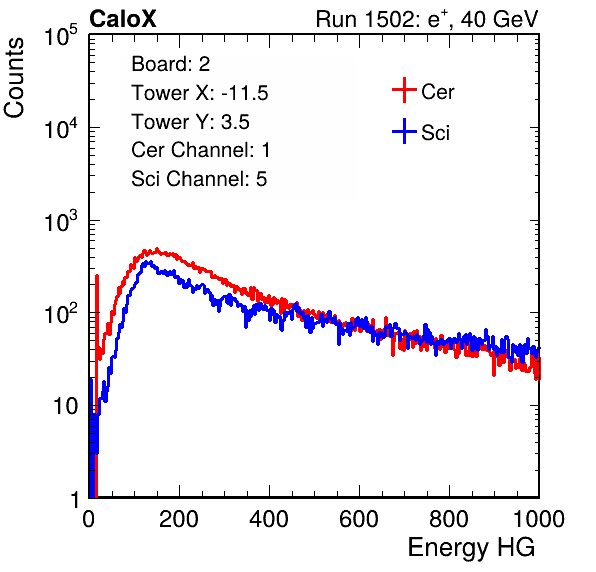 CaloX Run 1502: e⁺, 40 GeV
Counts
10⁵
10⁴
10³
10²
10
1
Board: 2
Tower X: -11.5
Tower Y: 3.5
Cer Channel: 1
Sci Channel: 5
Cer
Sci
0 200 400 600 800 1000
Energy HG